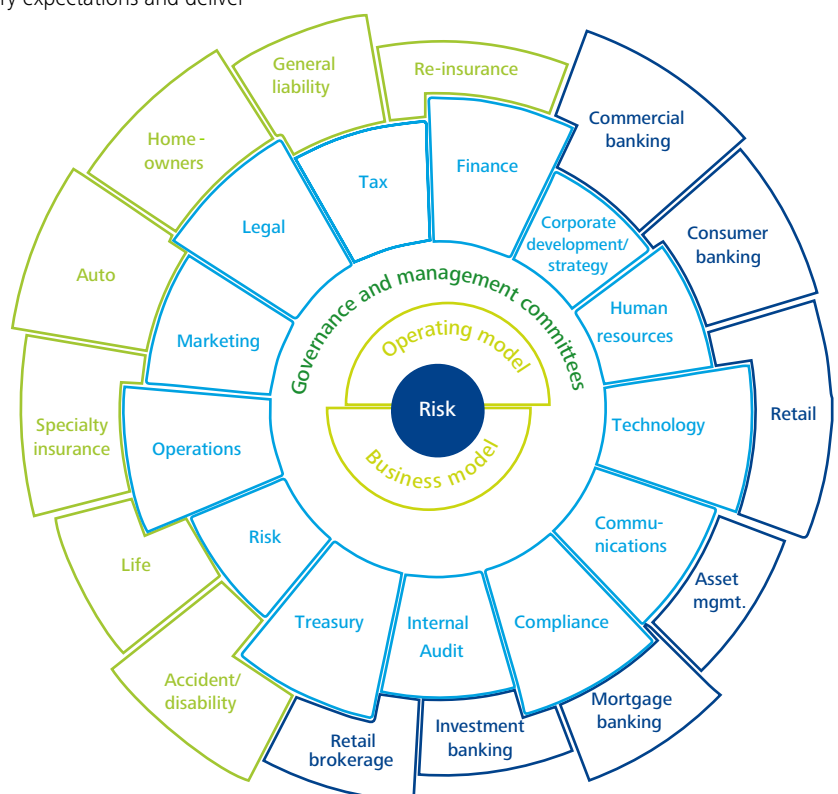 ry expectations and deliver
General
liability
Re-insurance
Commercial
banking
Home-
owners
Tax
Finance
Legal
Corporate
development/
strategy
Consumer
banking
Auto
Governance and management committees
Human
resources
Marketing
Operating model
Risk
Business model
Technology
Retail
Specialty
insurance
Operations
Risk
Commu-
nications
Life
Asset
mgmt.
Treasury
Internal
Audit
Compliance
Accident/
disability
Mortgage
banking
Retail
brokerage
Investment
banking